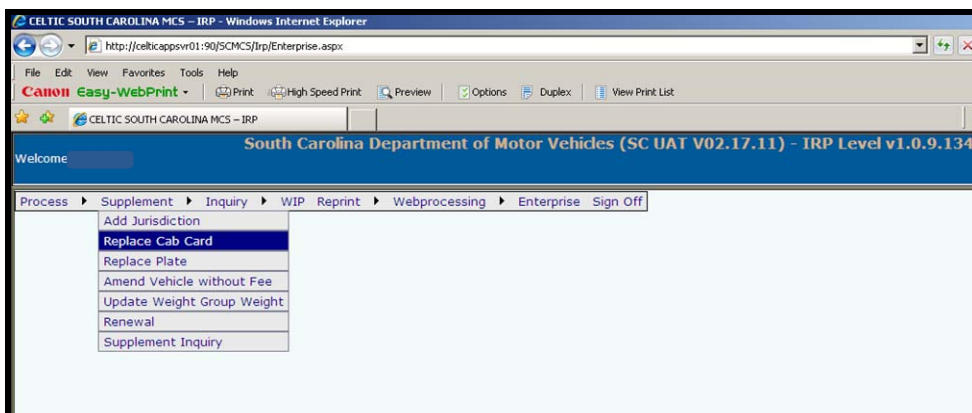 CELTIC SOUTH CAROLINA MCS – IRP - Windows Internet Explorer
http://celticappsvr01:90/SCMCS/Irp/Enterprise.aspx
File Edit View Favorites Tools Help
Canon Easy-WebPrint Print High Speed Print Preview Options Duplex View Print List
CELTIC SOUTH CAROLINA MCS – IRP
South Carolina Department of Motor Vehicles (SC UAT V02.17.11) - IRP Level v1.0.9.134
Welcome
Process Supplement Inquiry WIP Reprint Webprocessing Enterprise Sign Off
Add Jurisdiction
Replace Cab Card
Replace Plate
Amend Vehicle without Fee
Update Weight Group Weight
Renewal
Supplement Inquiry